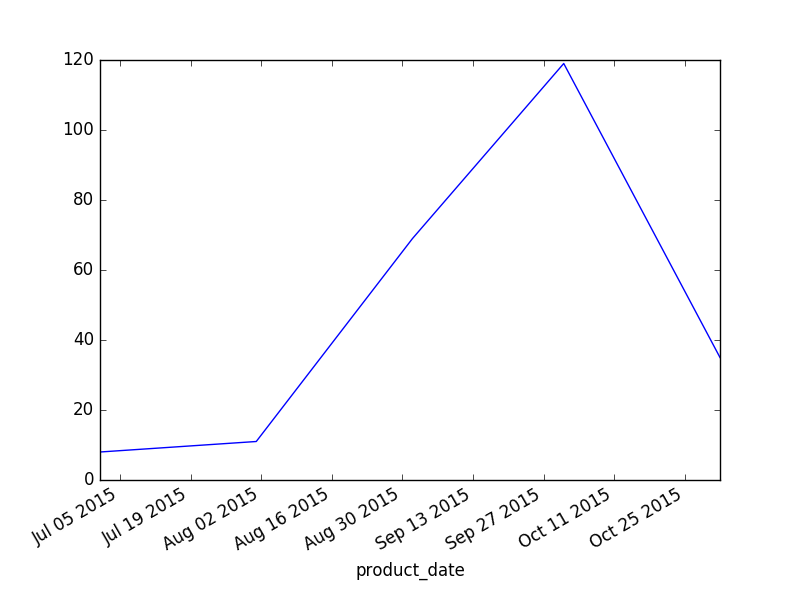 120
100
80
60
40
20
0
Jul 05 2015
Jul 19 2015
Aug 02 2015
Aug 16 2015
Aug 30 2015
Sep 13 2015
Sep 27 2015
Oct 11 2015
Oct 25 2015
product_date